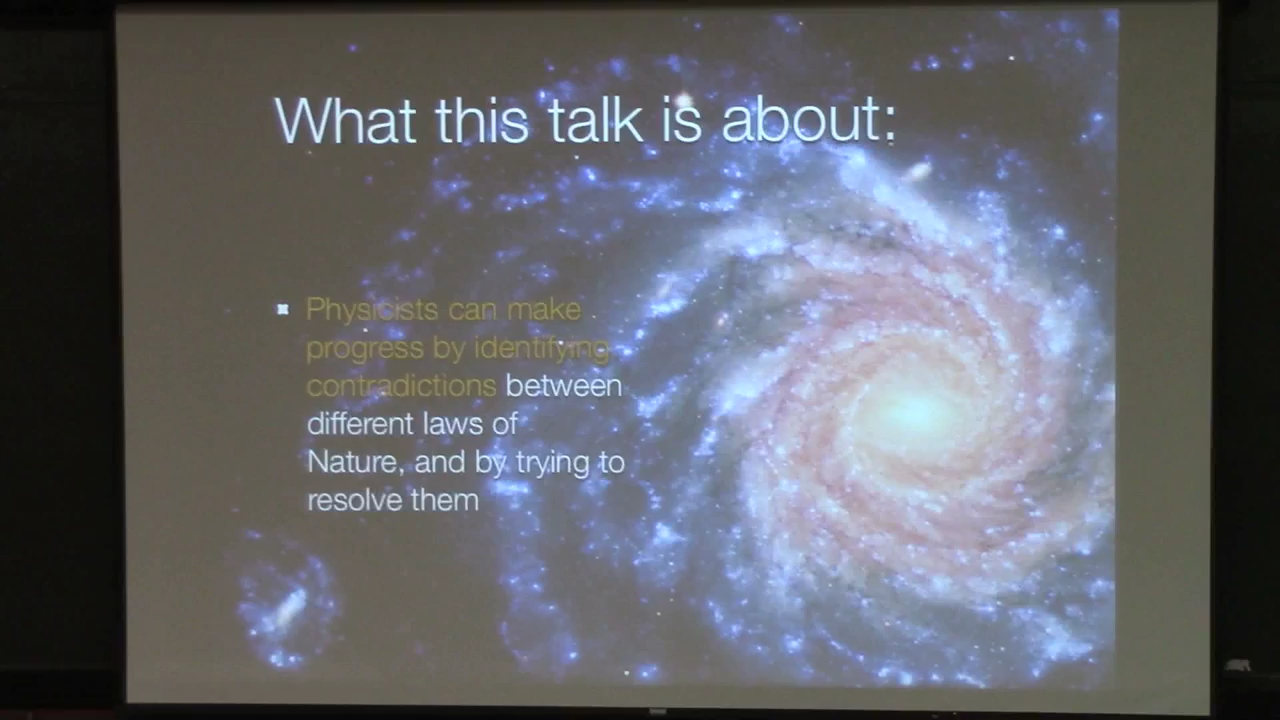 What this talk is about:
Physicists can make
progress by identifying
contradictions between
different laws of
Nature, and by trying to
resolve them